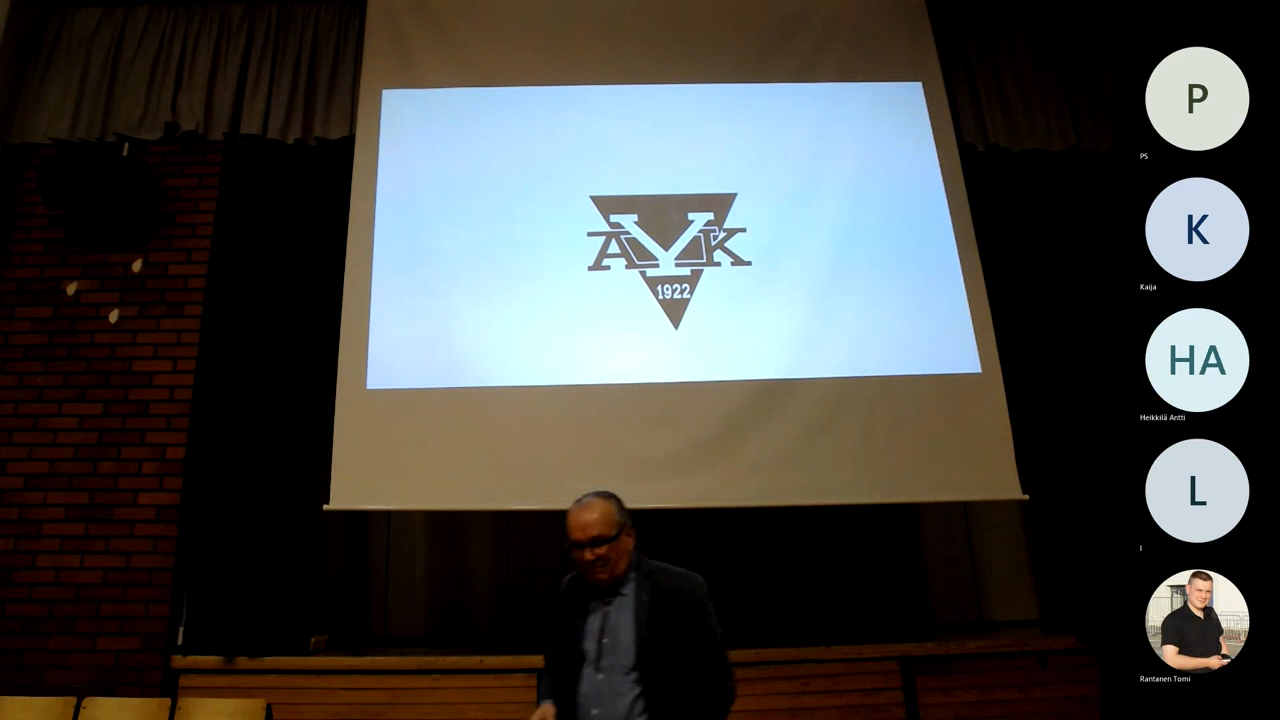 AYK
1922
P
PS
K
Kaija
HA
Heikkilä Antti
L
l
Rantanen Tomi